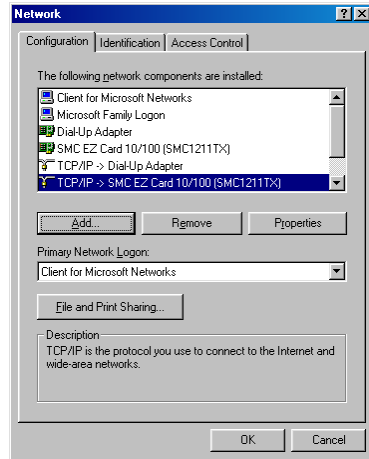 Network
Configuration Identification Access Control
The following network components are installed:
Client for Microsoft Networks
Microsoft Family Logon
Dial-Up Adapter
SMC EZ Card 10/100 (SMC1211TX)
TCP/IP -> Dial-Up Adapter
TCP/IP -> SMC EZ Card 10/100 (SMC1211TX)
Add... Remove Properties
Primary Network Logon:
Client for Microsoft Networks
File and Print Sharing...
Description
TCP/IP is the protocol you use to connect to the Internet and
wide-area networks.
OK Cancel